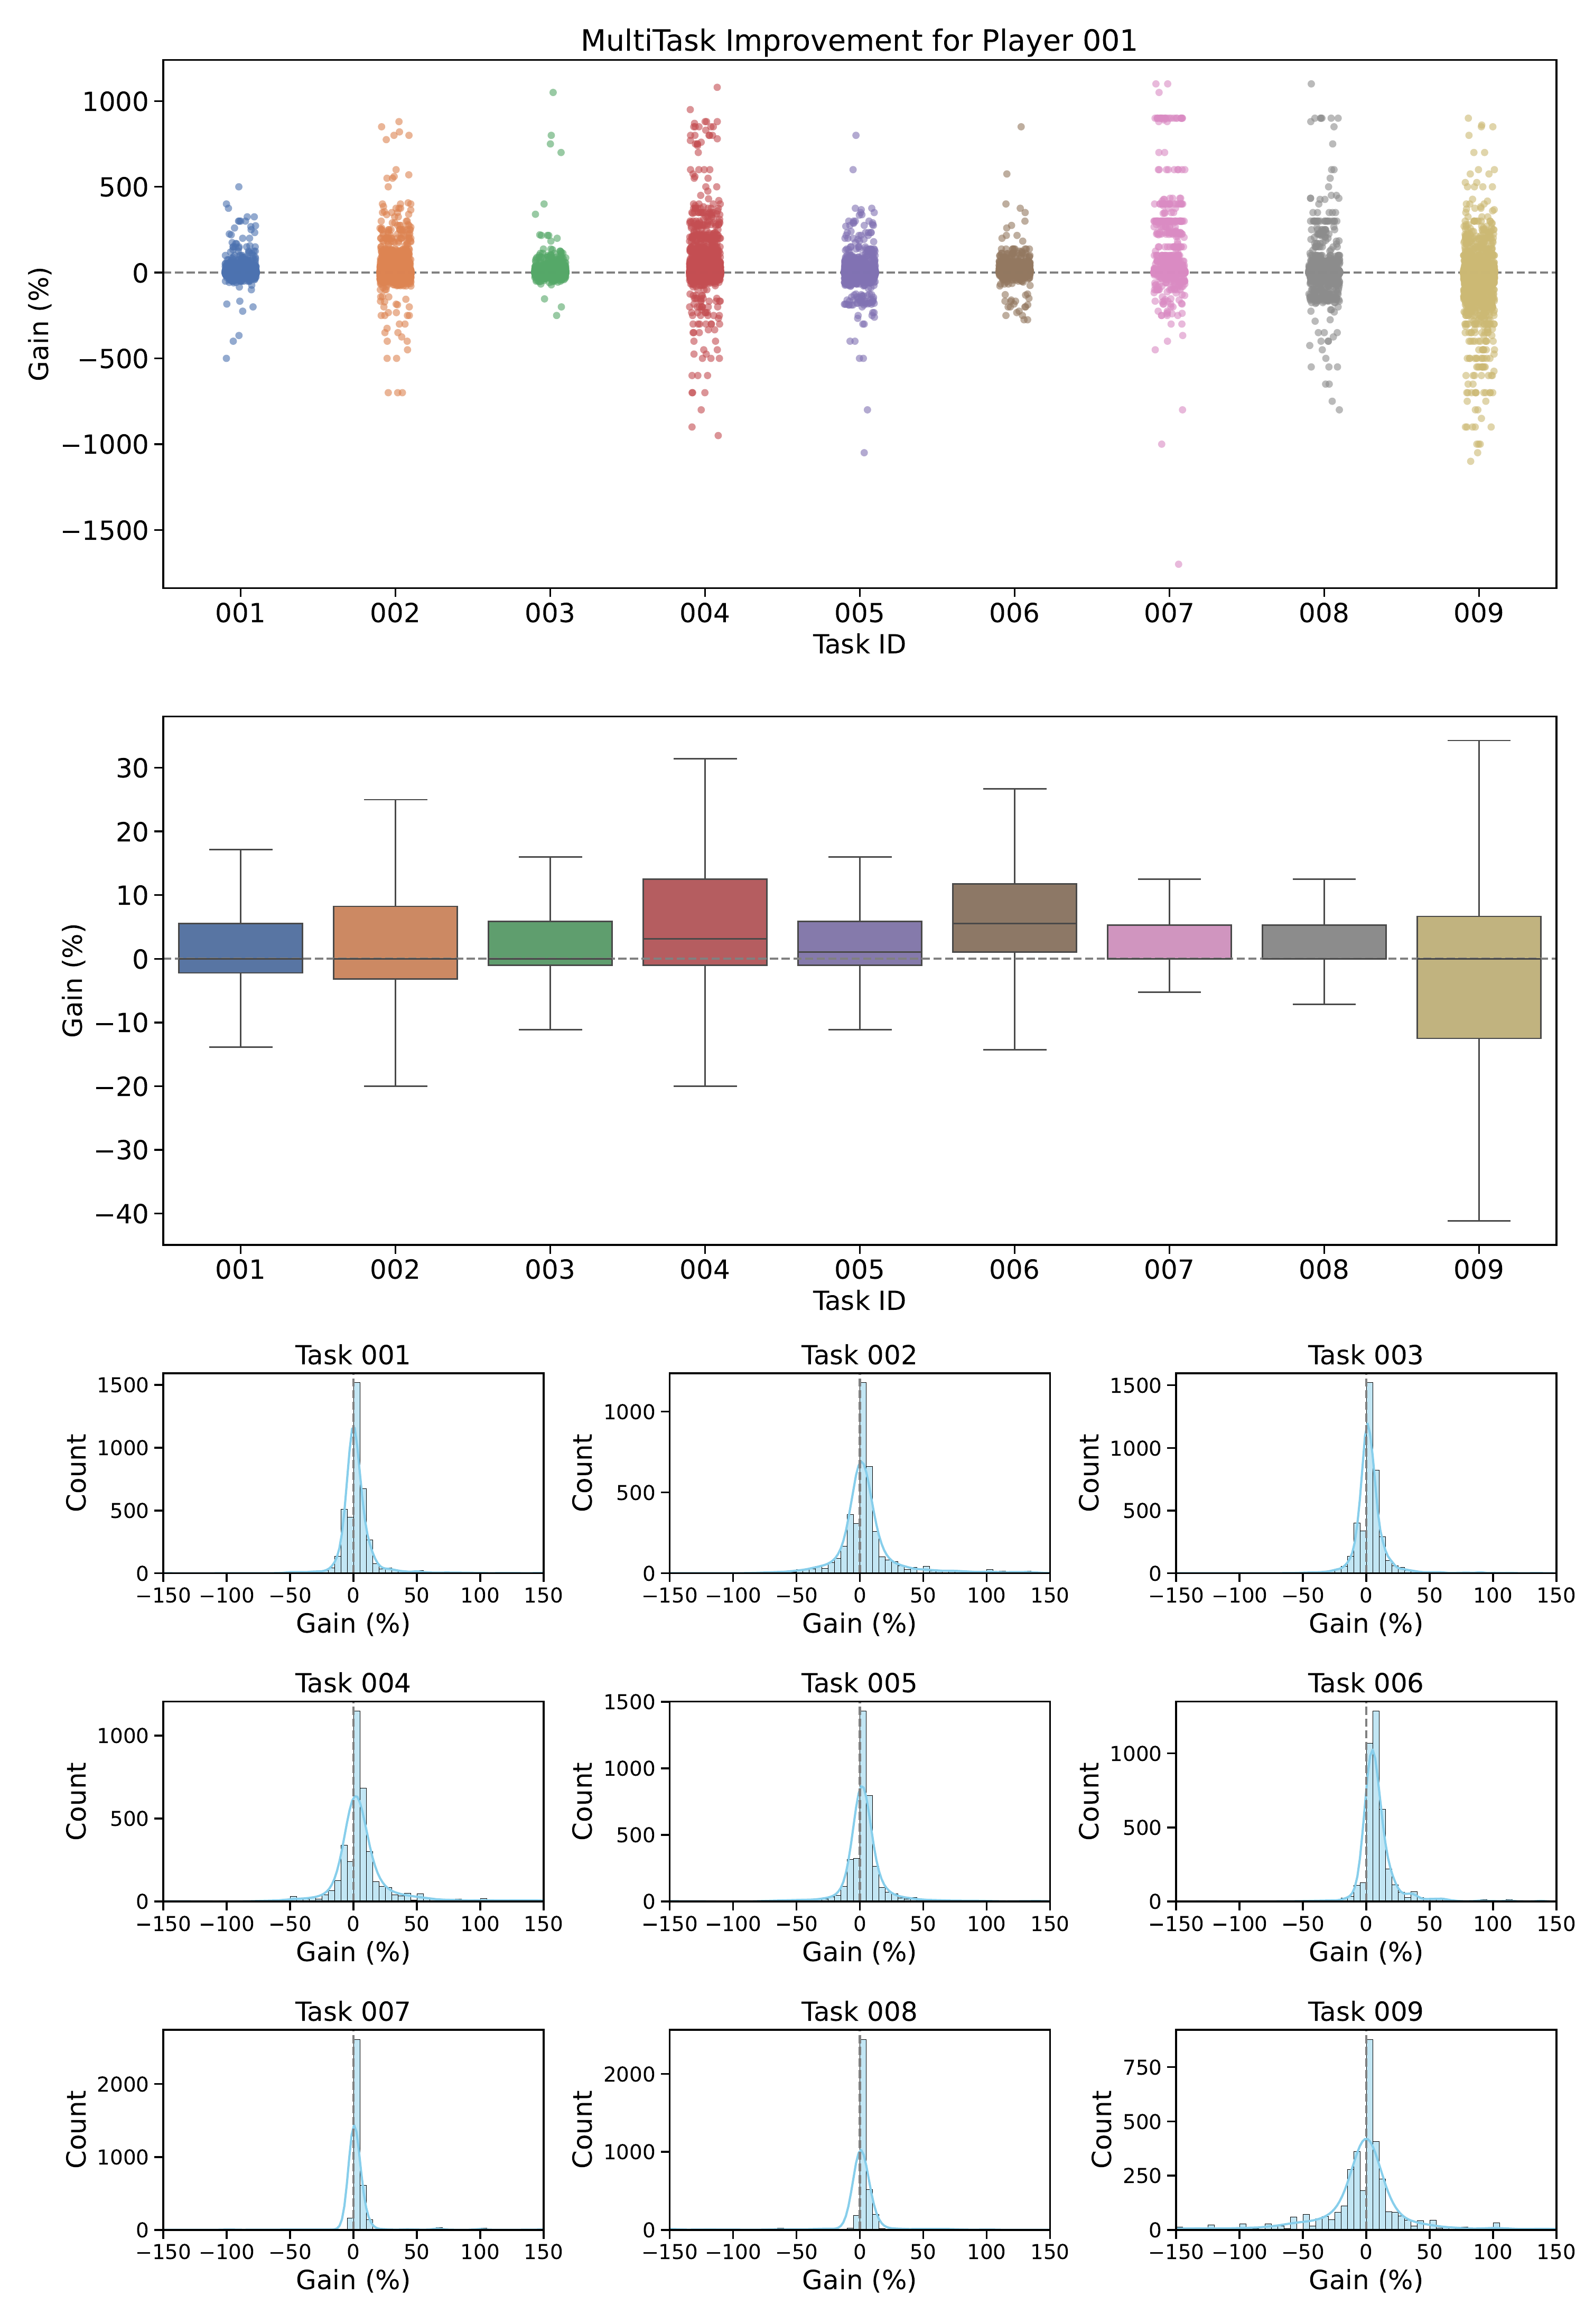 MultiTask Improvement for Player 001
Gain (%)
1000
500
0
−500
−1000
−1500
001 002 003 004 005 006 007 008 009
Task ID
Gain (%)
30
20
10
0
−10
−20
−30
−40
001 002 003 004 005 006 007 008 009
Task ID
Task 001
Count
1500
1000
500
0
−150 −100 −50 0 50 100 150
Gain (%)
Task 002
Count
1000
500
0
−150 −100 −50 0 50 100 150
Gain (%)
Task 003
Count
1500
1000
500
0
−150 −100 −50 0 50 100 150
Gain (%)
Task 004
Count
1000
500
0
−150 −100 −50 0 50 100 150
Gain (%)
Task 005
Count
1500
1000
500
0
−150 −100 −50 0 50 100 150
Gain (%)
Task 006
Count
1000
500
0
−150 −100 −50 0 50 100 150
Gain (%)
Task 007
Count
2000
1000
0
−150 −100 −50 0 50 100 150
Gain (%)
Task 008
Count
2000
1000
0
−150 −100 −50 0 50 100 150
Gain (%)
Task 009
Count
750
500
250
0
−150 −100 −50 0 50 100 150
Gain (%)